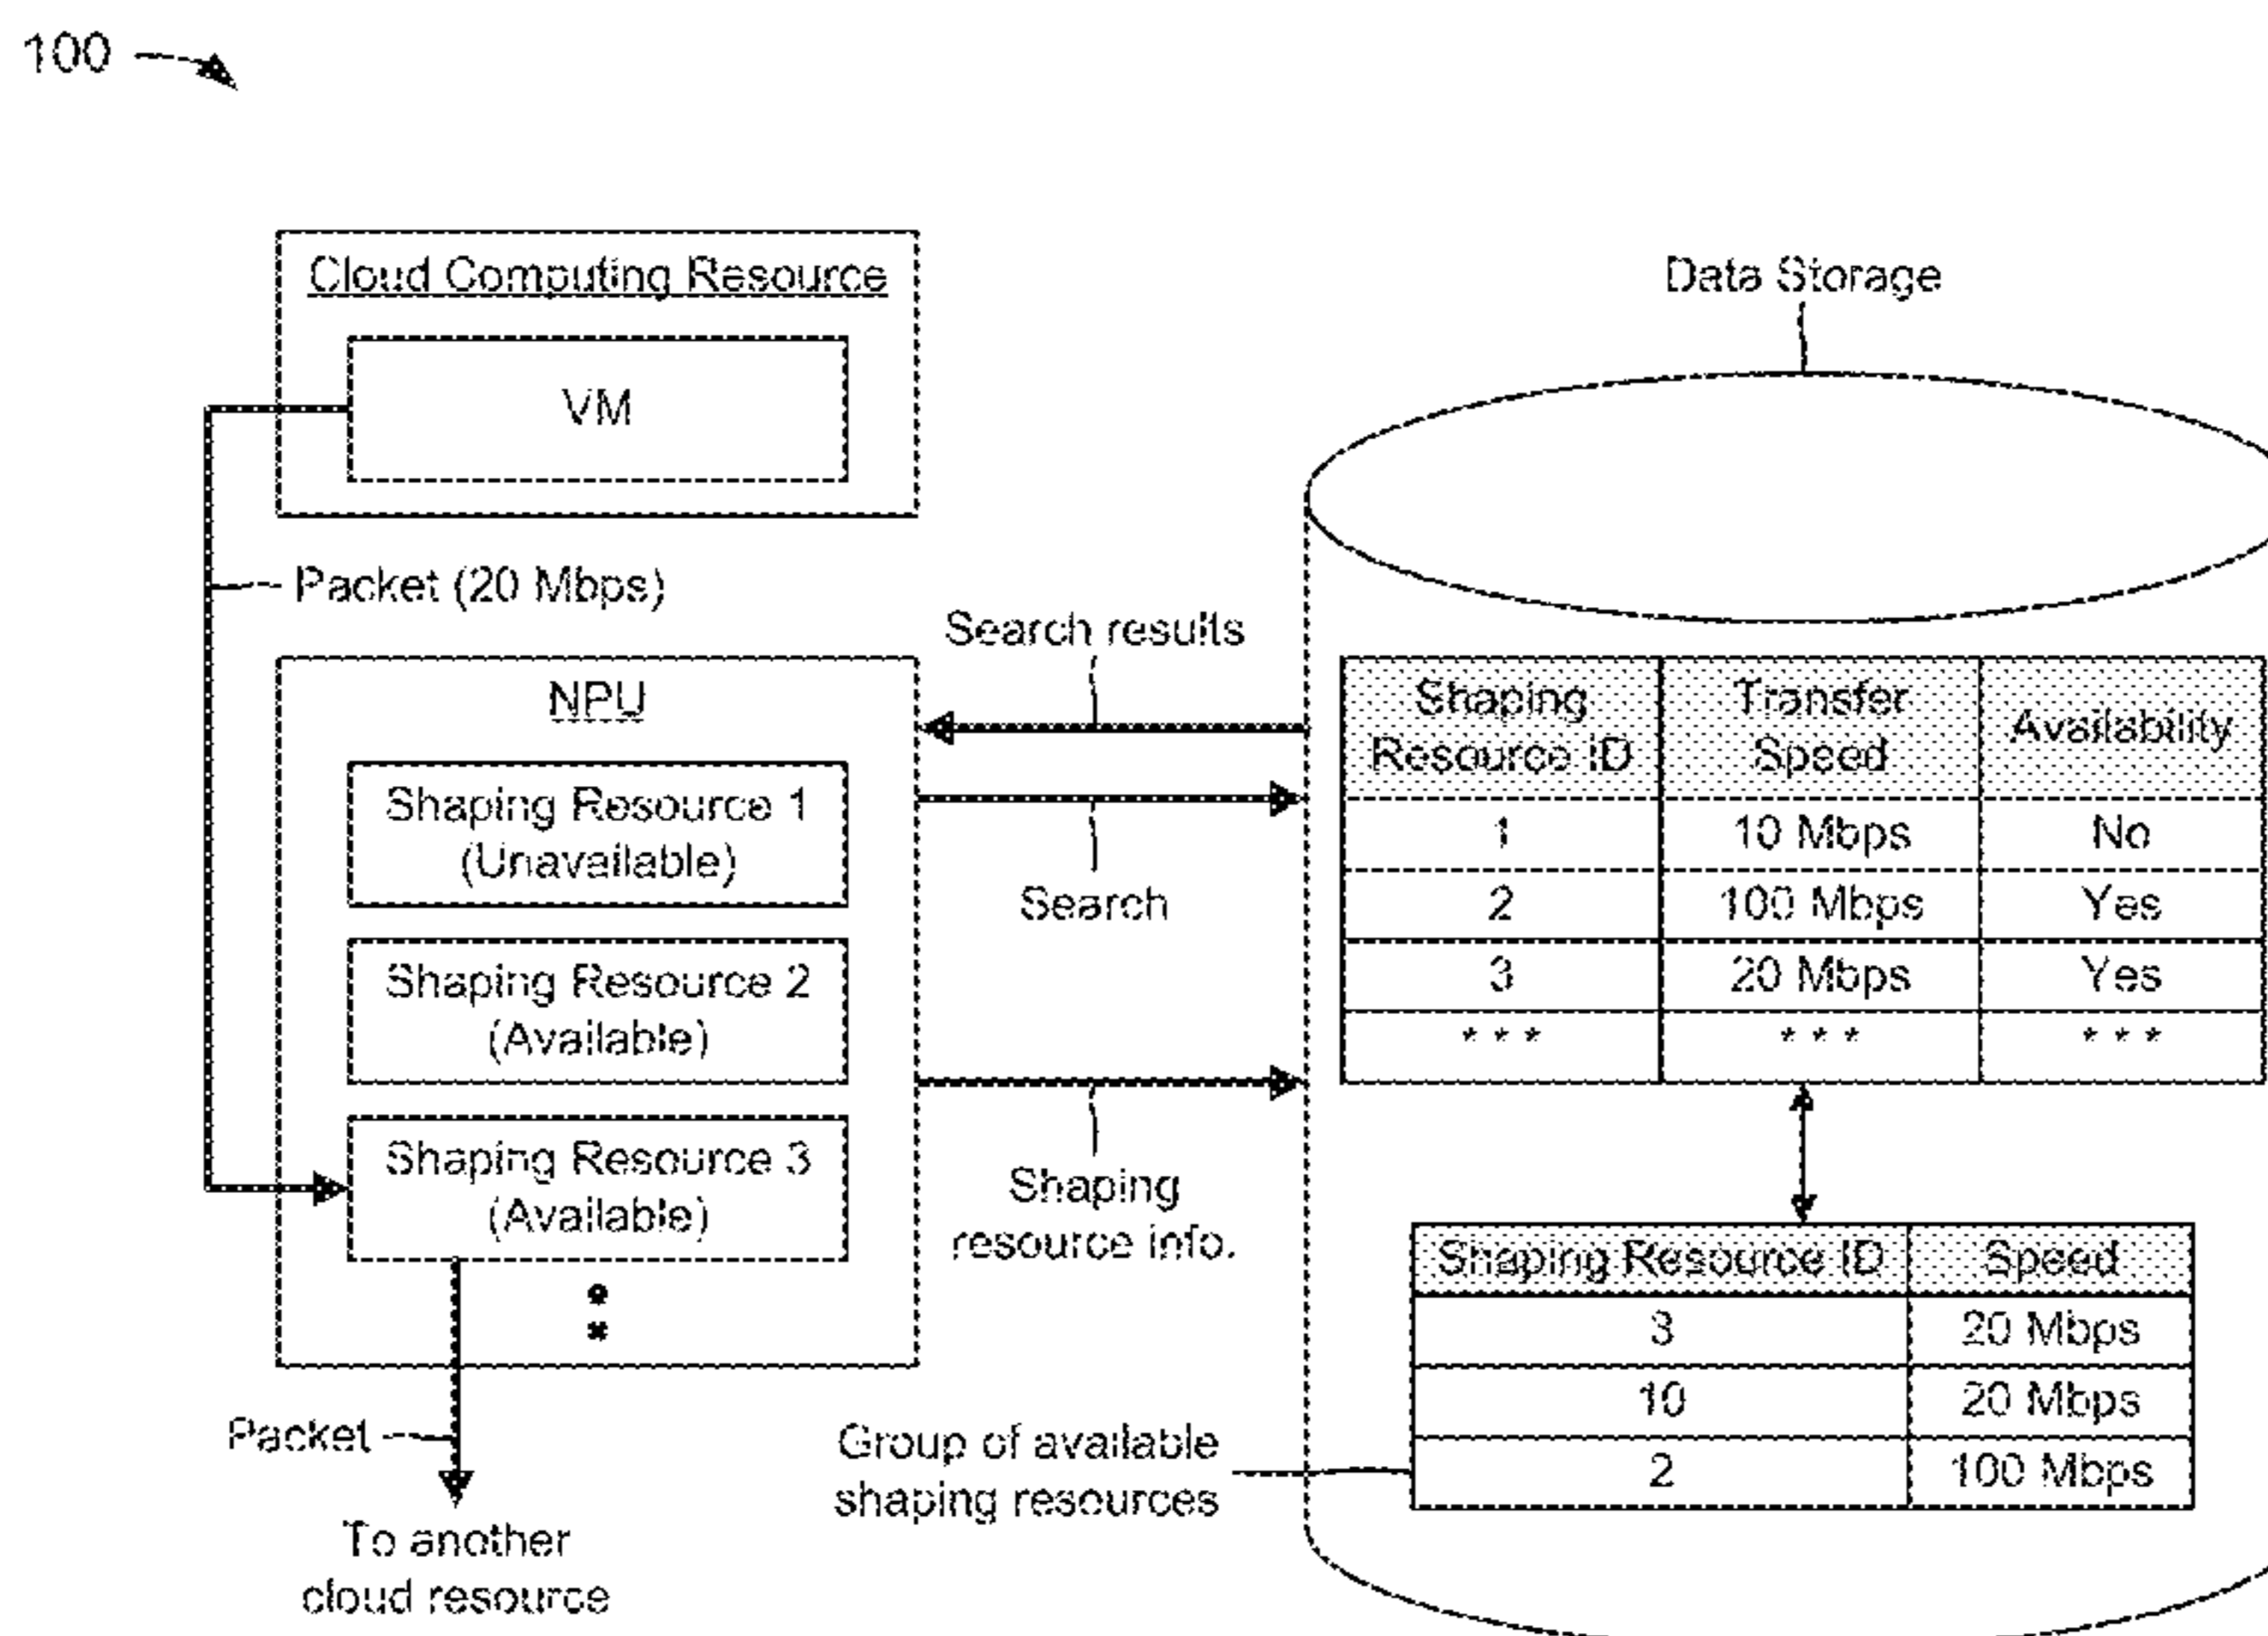 100
Cloud Computing Resource
VM
Packet (20 Mbps)
NPU
Shaping Resource 1
(Unavailable)
Shaping Resource 2
(Available)
Shaping Resource 3
(Available)
Packet
To another
cloud resource
Search results
Search
Shaping
resource info.
Group of available
shaping resources
Data Storage
Shaping Resource ID Transfer Speed Availability
1 10 Mbps No
2 100 Mbps Yes
3 20 Mbps Yes
* * * * * * * * *
Shaping Resource ID Speed
3 20 Mbps
10 20 Mbps
2 100 Mbps